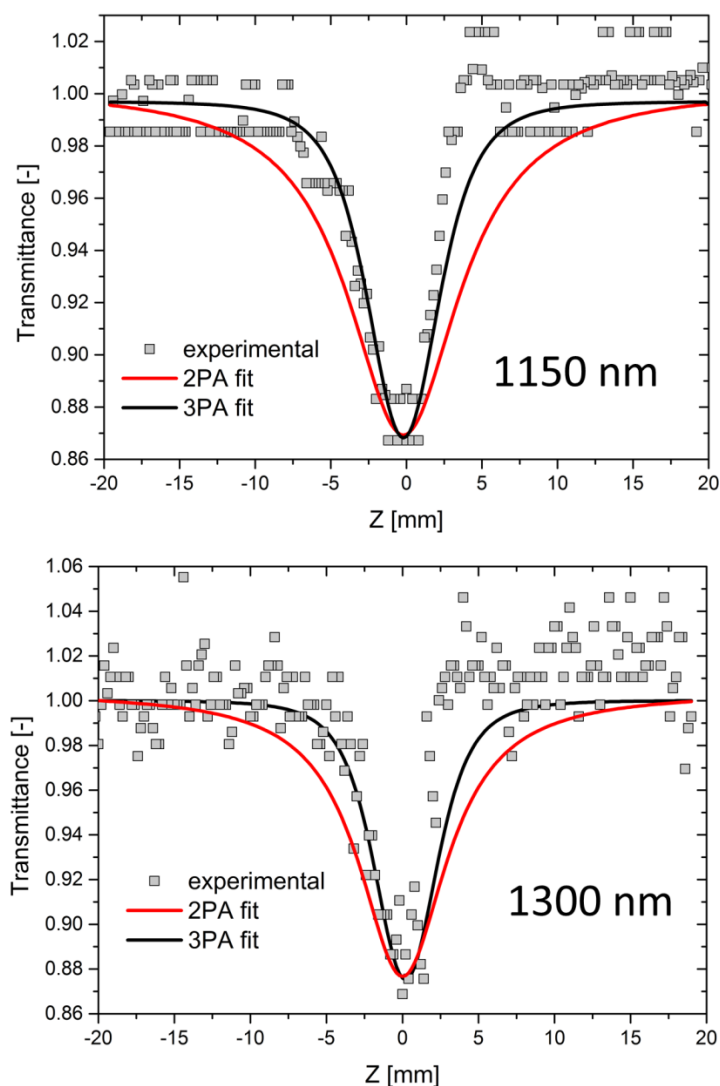 1.02
1.00
0.98
0.96
0.94
0.92
0.90
0.88
0.86
Transmittance [-]
experimental
2PA fit
3PA fit
1150 nm
-20 -15 -10 -5 0 5 10 15 20
Z [mm]
1.06
1.04
1.02
1.00
0.98
0.96
0.94
0.92
0.90
0.88
0.86
Transmittance [-]
experimental
2PA fit
3PA fit
1300 nm
-20 -15 -10 -5 0 5 10 15 20
Z [mm]